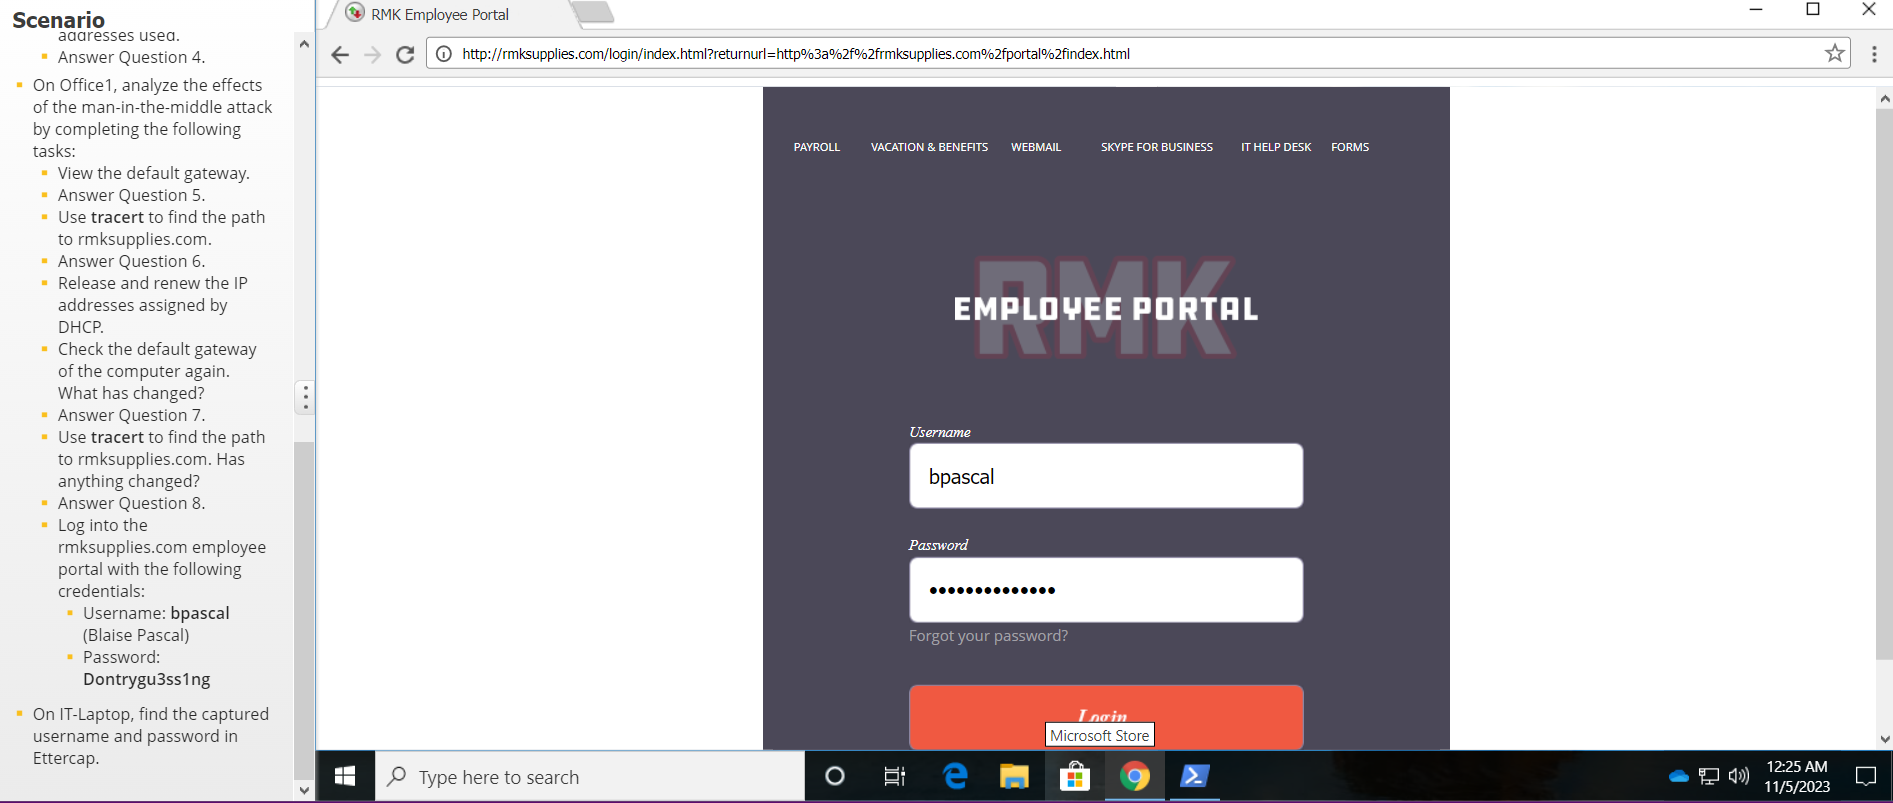 Scenario
addresses used.
Answer Question 4.
On Office1, analyze the effects
of the man-in-the-middle attack
by completing the following
tasks:
View the default gateway.
Answer Question 5.
Use tracert to find the path
to rmksupplies.com.
Answer Question 6.
Release and renew the IP
addresses assigned by
DHCP.
Check the default gateway
of the computer again.
What has changed?
Answer Question 7.
Use tracert to find the path
to rmksupplies.com. Has
anything changed?
Answer Question 8.
Log into the
rmksupplies.com employee
portal with the following
credentials:
Username: bpascal
(Blaise Pascal)
Password:
Dontrygu3ss1ng
On IT-Laptop, find the captured
username and password in
Ettercap.
RMK Employee Portal
http://rmksupplies.com/login/index.html?returnurl=http%3a%2f%2frmksupplies.com%2fportal%2findex.html
PAYROLL VACATION & BENEFITS WEBMAIL SKYPE FOR BUSINESS IT HELP DESK FORMS
RMK
EMPLOYEE PORTAL
Username
bpascal
Password
••••••••••••••
Forgot your password?
Login
Microsoft Store
Type here to search
12:25 AM
11/5/2023